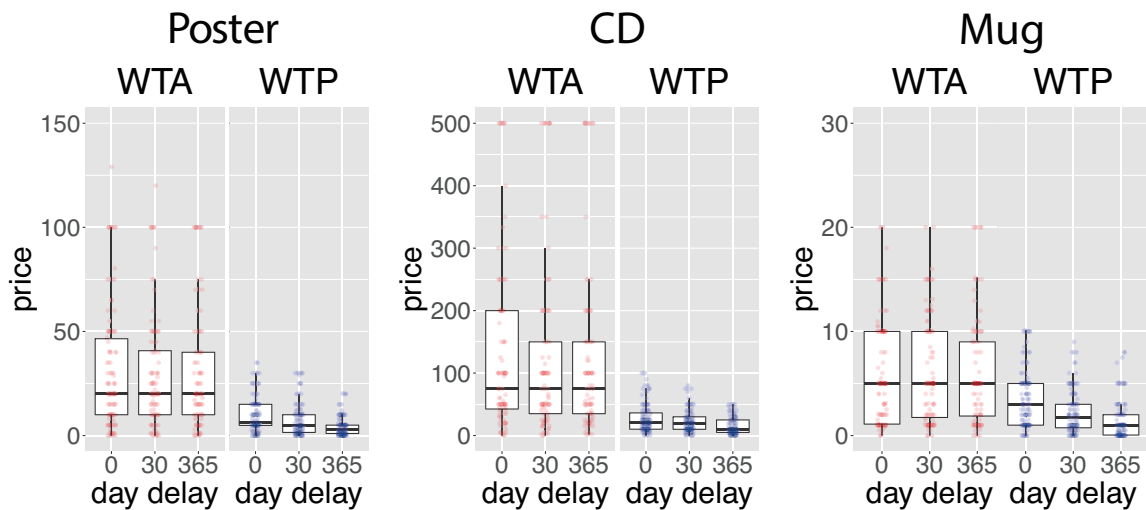 Poster CD Mug
WTA WTP WTA WTP WTA WTP
price
150
100
50
0
0 30 365 0 30 365
day delay day delay
price
500
400
300
200
100
0
0 30 365 0 30 365
day delay day delay
price
30
20
10
0
0 30 365 0 30 365
day delay day delay